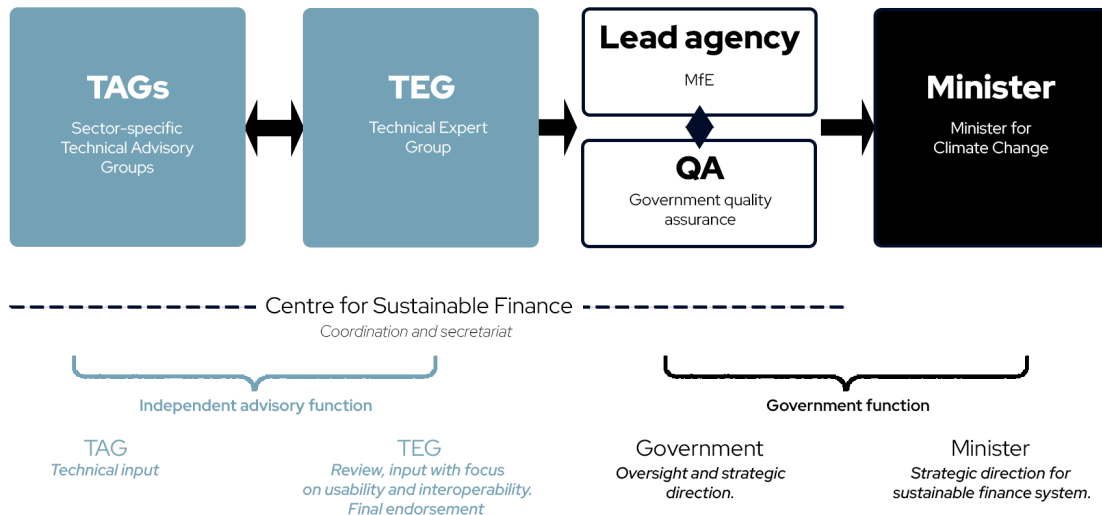 TAGs
Sector-specific
Technical Advisory
Groups
TEG
Technical Expert
Group
Lead agency
MfE
QA
Government quality
assurance
Minister
Minister for
Climate Change
Centre for Sustainable Finance
Coordination and secretariat
Independent advisory function
Government function
TAG
Technical input
TEG
Review, input with focus
on usability and interoperability.
Final endorsement
Government
Oversight and strategic
direction.
Minister
Strategic direction for
sustainable finance system.